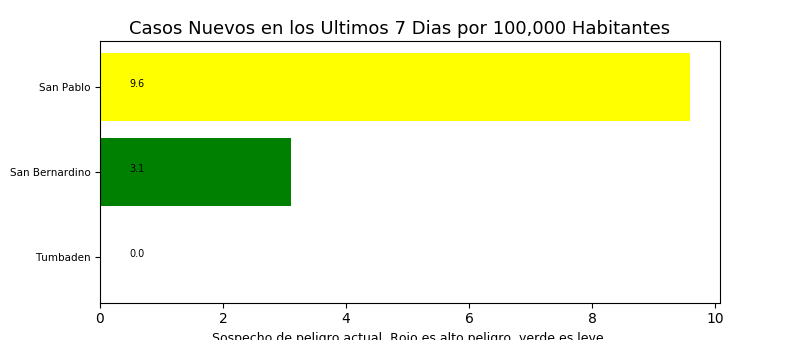 Casos Nuevos en los Ultimos 7 Dias por 100,000 Habitantes
San Pablo
9.6
San Bernardino
3.1
Tumbaden
0.0
0 2 4 6 8 10
Sospecho de peligro actual. Rojo es alto peligro, verde es leve